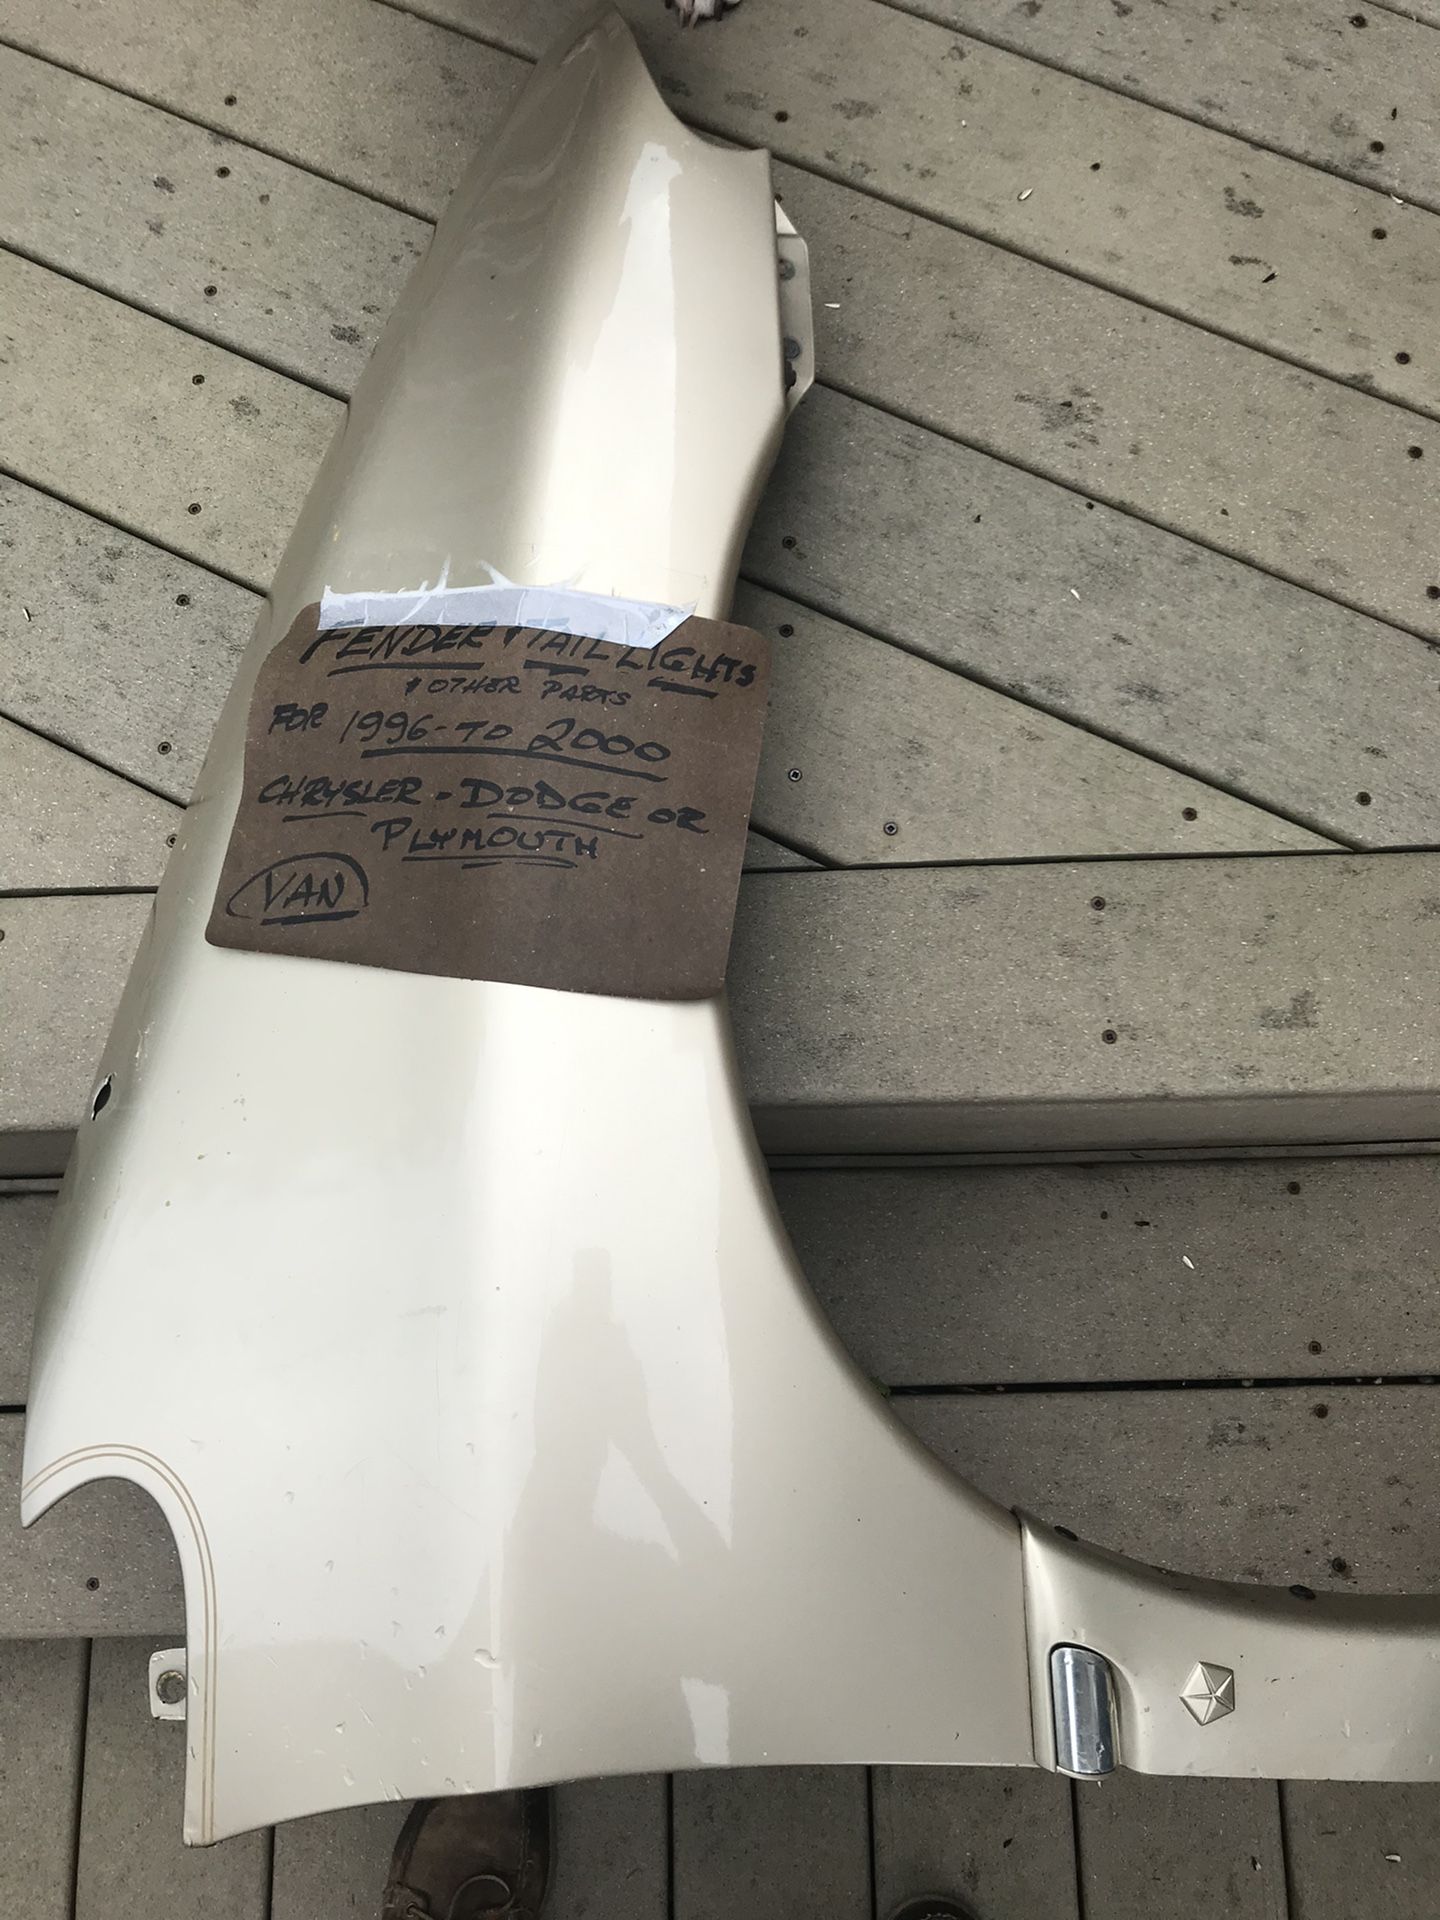 FENDER & TAIL LIGHTS
& OTHER PARTS
FOR 1996-TO 2000
CHRYSLER - DODGE OR
PLYMOUTH
VAN